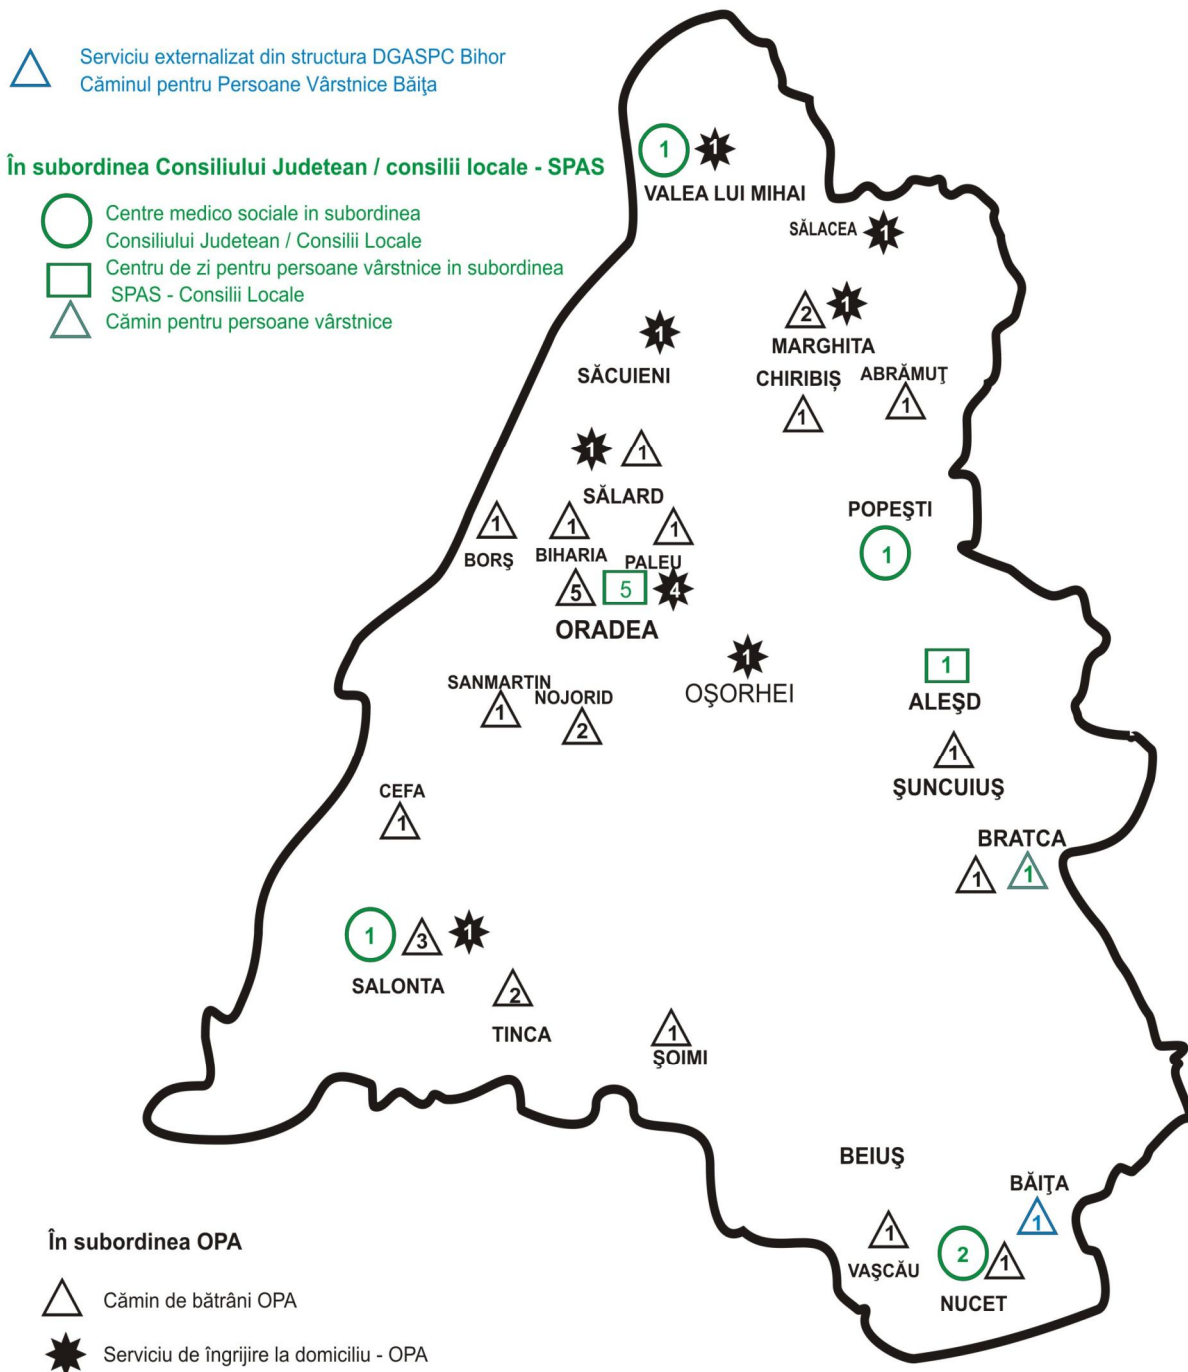 Serviciu externalizat din structura DGASPC Bihor
Căminul pentru Persoane Vârstnice Băiţa
În subordinea Consiliului Judetean / consilii locale - SPAS
Centre medico sociale in subordinea
Consiliului Judetean / Consilii Locale
Centru de zi pentru persoane vârstnice in subordinea
SPAS - Consilii Locale
Cămin pentru persoane vârstnice
1 1
VALEA LUI MIHAI
SĂLACEA 1
2 1
MARGHITA
1
SĂCUIENI
CHIRIBIȘ
1
ABRĂMUŢ
1
1 1
SĂLARD
1
BORŞ
1
BIHARIA
1
PALEU
5 5 4
ORADEA
POPEŞTI
1
1
OŞORHEI
1
ALEŞD
SANMARTIN
1
NOJORID
2
1
ŞUNCUIUŞ
CEFA
1
BRATCA
1 1
1 3 1
SALONTA
2
TINCA
1
ŞOIMI
BEIUŞ
BĂIŢA
1
1
VAŞCĂU
2 1
NUCET
În subordinea OPA
Cămin de bătrâni OPA
Serviciu de îngrijire la domiciliu - OPA